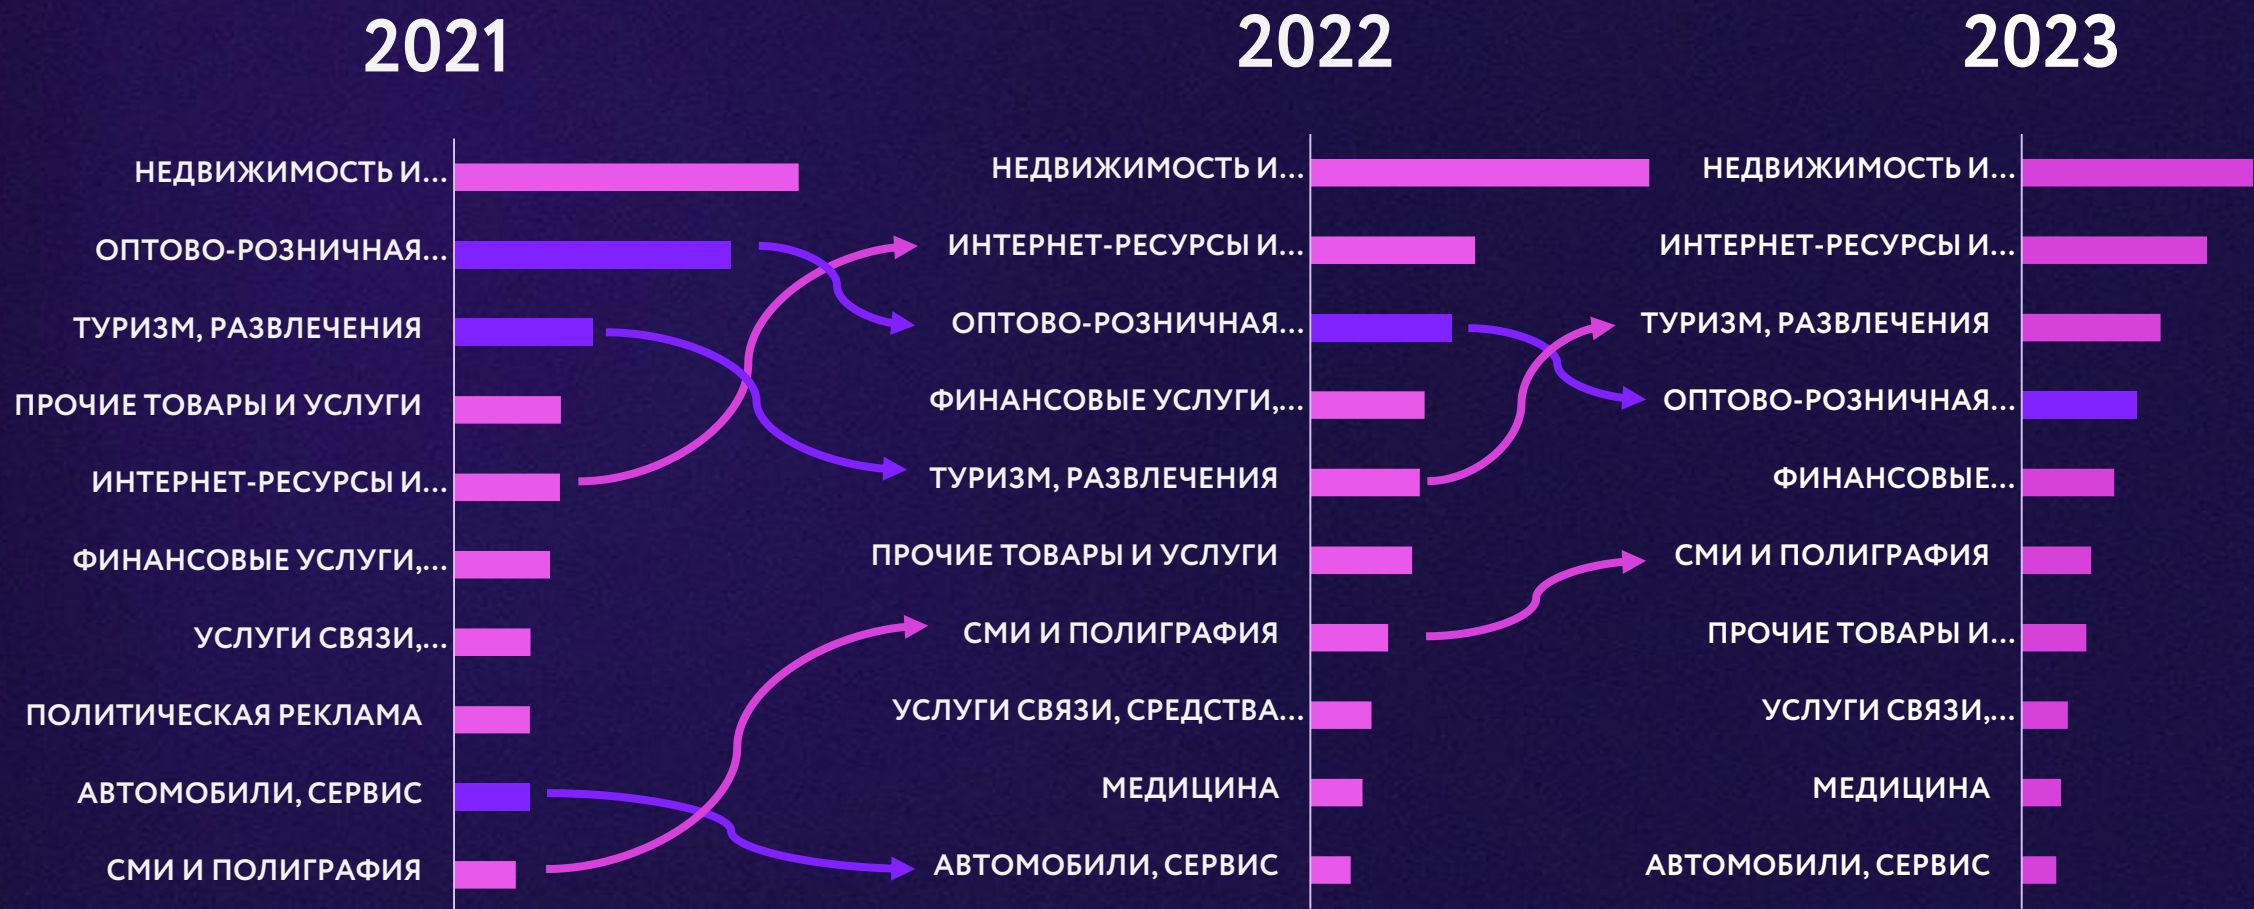 2021
НЕДВИЖИМОСТЬ И...
ОПТОВО-РОЗНИЧНАЯ...
ТУРИЗМ, РАЗВЛЕЧЕНИЯ
ПРОЧИЕ ТОВАРЫ И УСЛУГИ
ИНТЕРНЕТ-РЕСУРСЫ И...
ФИНАНСОВЫЕ УСЛУГИ,...
УСЛУГИ СВЯЗИ,...
ПОЛИТИЧЕСКАЯ РЕКЛАМА
АВТОМОБИЛИ, СЕРВИС
СМИ И ПОЛИГРАФИЯ
2022
НЕДВИЖИМОСТЬ И...
ИНТЕРНЕТ-РЕСУРСЫ И...
ОПТОВО-РОЗНИЧНАЯ...
ФИНАНСОВЫЕ УСЛУГИ,...
ТУРИЗМ, РАЗВЛЕЧЕНИЯ
ПРОЧИЕ ТОВАРЫ И УСЛУГИ
СМИ И ПОЛИГРАФИЯ
УСЛУГИ СВЯЗИ, СРЕДСТВА...
МЕДИЦИНА
АВТОМОБИЛИ, СЕРВИС
2023
НЕДВИЖИМОСТЬ И...
ИНТЕРНЕТ-РЕСУРСЫ И...
ТУРИЗМ, РАЗВЛЕЧЕНИЯ
ОПТОВО-РОЗНИЧНАЯ...
ФИНАНСОВЫЕ...
СМИ И ПОЛИГРАФИЯ
ПРОЧИЕ ТОВАРЫ И...
УСЛУГИ СВЯЗИ,...
МЕДИЦИНА
АВТОМОБИЛИ, СЕРВИС